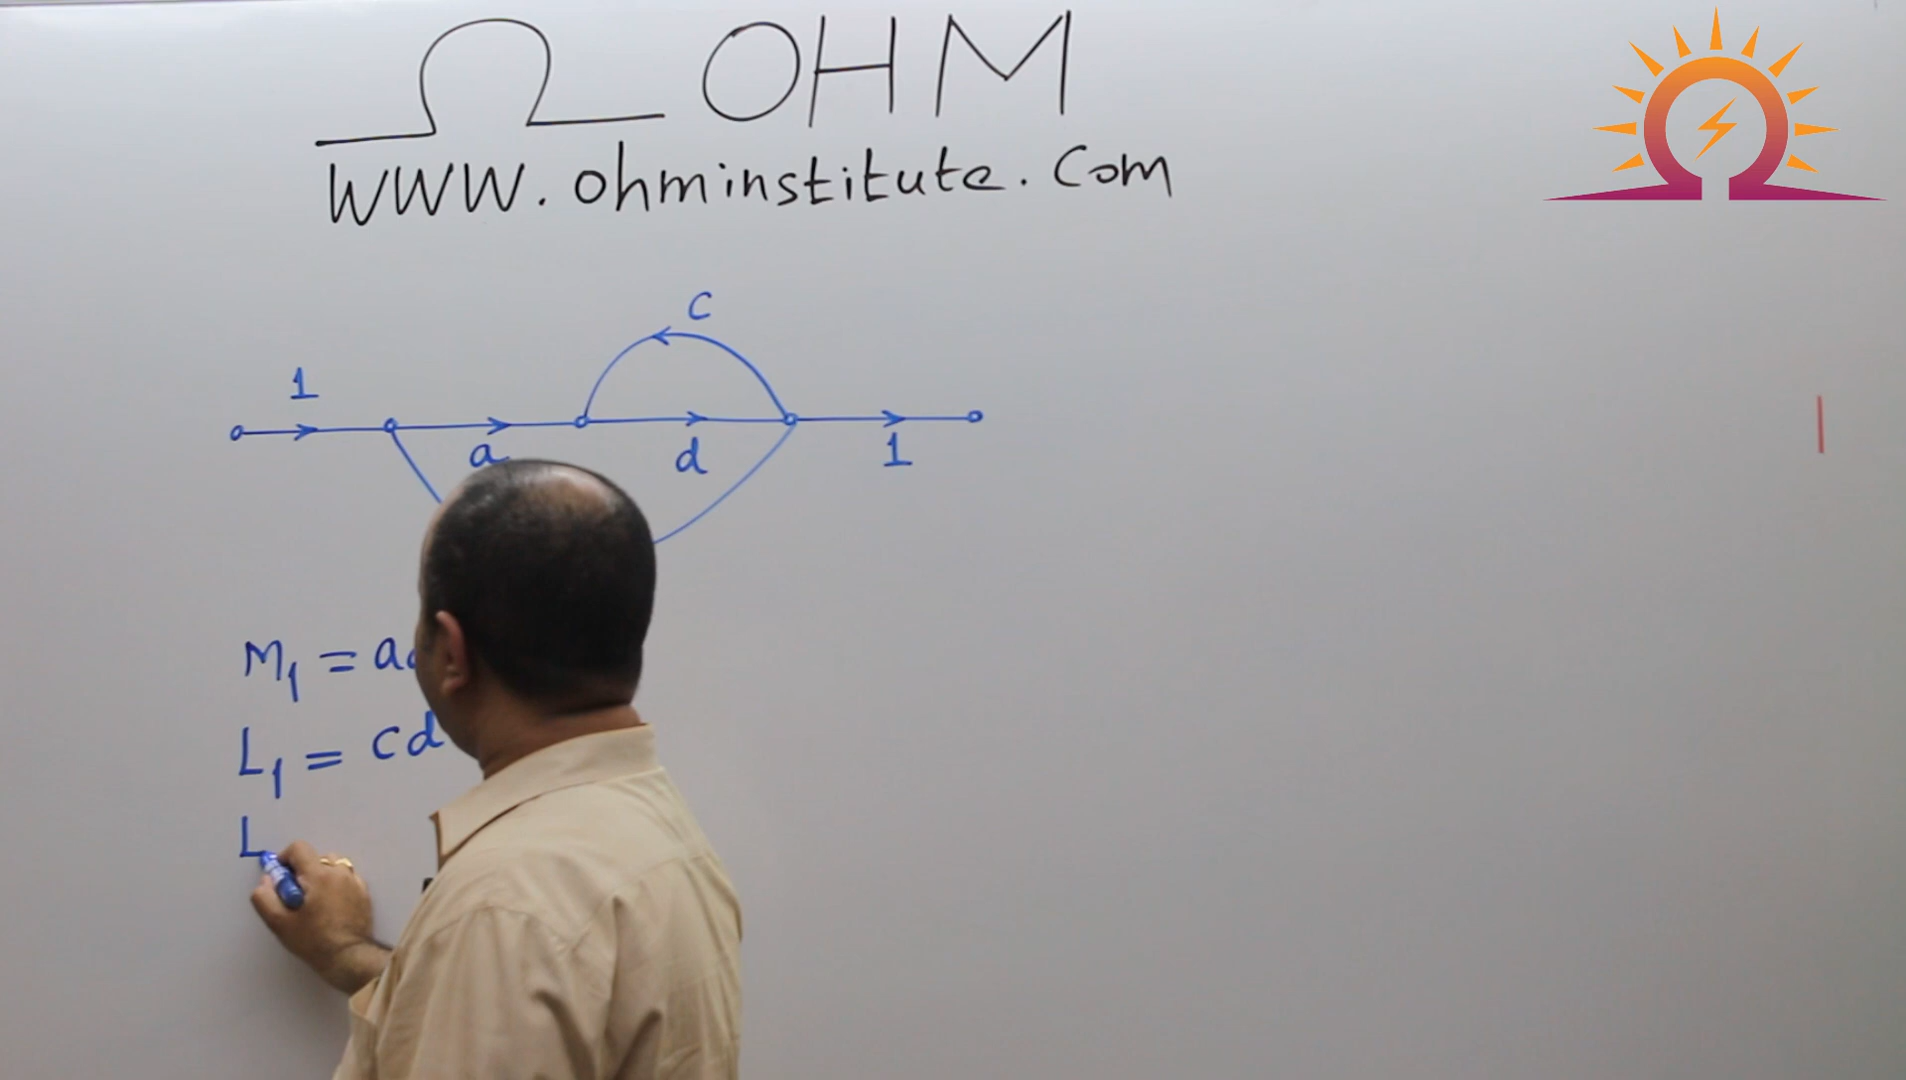 Ω OHM
WWW.ohminstitute.com
c
1
a
d
1
M₁ = a
L₁ = cd
L